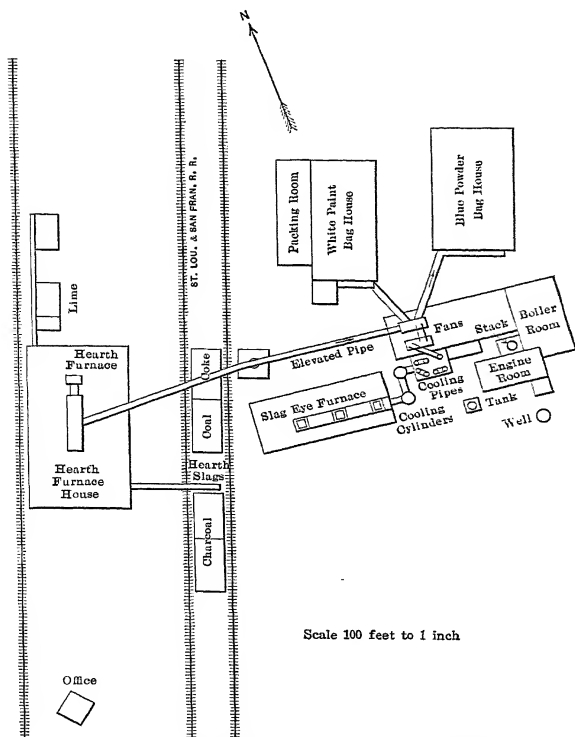 N
ST. LOU. & SAN FRAN. R. R.
Packing Room
White Paint
Bag House
Blue Powder
Bag House
Lime
Hearth
Furnace
Coke
Elevated Pipe
Fans
Stack
Boiler
Room
Engine
Room
Cooling
Pipes
Slag Eye Furnace
Cooling
Cylinders
Tank
Well
Coal
Hearth
Furnace
House
Hearth
Slags
Charcoal
Scale 100 feet to 1 inch
Office